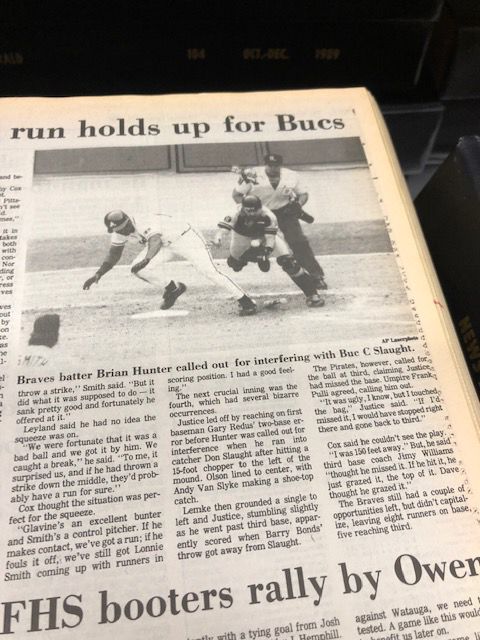 104 OCT.-DEC. 1989
run holds up for Bucs
AP Laserphoto
Braves batter Brian Hunter called out for interfering with Buc C Slaught.
throw a strike," Smith said. "But it
did what it was supposed to do — it
sank pretty good and fortunately he
offered at it."
Leyland said he had no idea the
squeeze was on.
"We were fortunate that it was a
bad ball and we got it by him. We
caught a break," he said. "To me, it
surprised us, and if he had thrown a
strike down the middle, they'd prob-
ably have a run for sure."
Cox thought the situation was per-
fect for the squeeze.
"Glavine's an excellent bunter
and Smith's a control pitcher. If he
makes contact, we've got a run; if he
fouls it off, we've still got Lonnie
Smith coming up with runners in
scoring position. I had a good feel-
ing."
The next crucial inning was the
fourth, which had several bizarre
occurrences.
Justice led off by reaching on first
baseman Gary Redus' two-base er-
ror before Hunter was called out for
interference when he ran into
catcher Don Slaught after hitting a
15-foot chopper to the left of the
mound. Olson lined to center, with
Andy Van Slyke making a shoe-top
catch.
Lemke then grounded a single to
left and Justice, stumbling slightly
as he went past third base, appar-
ently scored when Barry Bonds'
throw got away from Slaught.
The Pirates, however, called for
the ball at third, claiming Justice
had missed the base. Umpire Frank
Pulli agreed, calling him out.
"It was ugly, I know, but I touched
the bag," Justice said. "If I'd
missed it, I would have stopped right
there and gone back to third."
Cox said he couldn't see the play.
"I was 150 feet away." But, he said,
third base coach Jimy Williams
"thought he missed it. If he hit it, he
just grazed it, the top of it. Dave
thought he grazed it."
The Braves still had a couple of
opportunities left, but didn't capital-
ize, leaving eight runners on base,
five reaching third.
FHS booters rally by Owen
with a tying goal from Josh
Hemphill.
against Watauga, we need
tested. A game like this would
us later on.